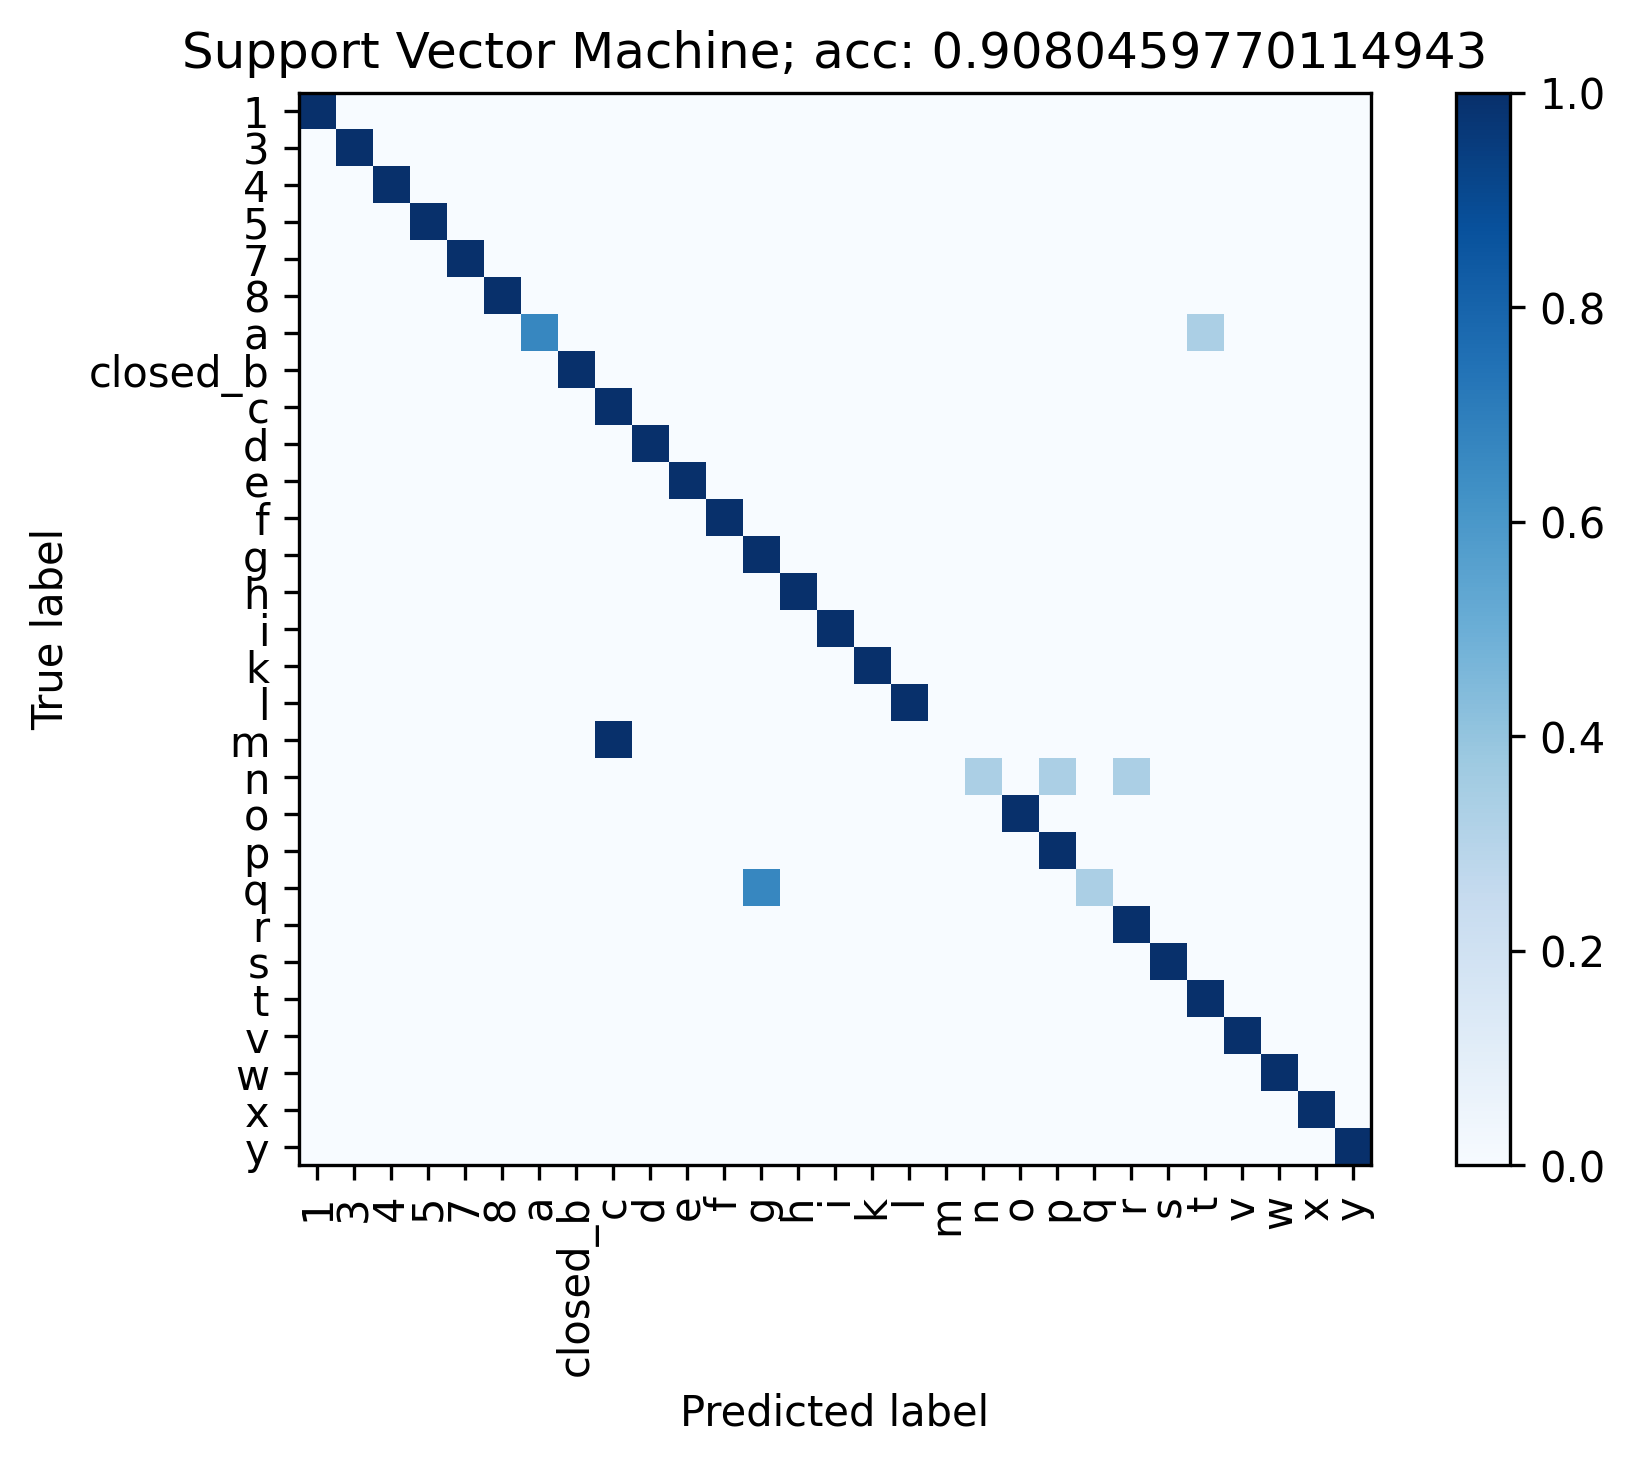 Support Vector Machine; acc: 0.9080459770114943
True label
1
3
4
5
7
8
a
closed_b
c
d
e
f
g
h
i
k
l
m
n
o
p
q
r
s
t
v
w
x
y
1 3 4 5 7 8 a closed_b c d e f g h i k l m n o p q r s t v w x y
Predicted label
1.0
0.8
0.6
0.4
0.2
0.0